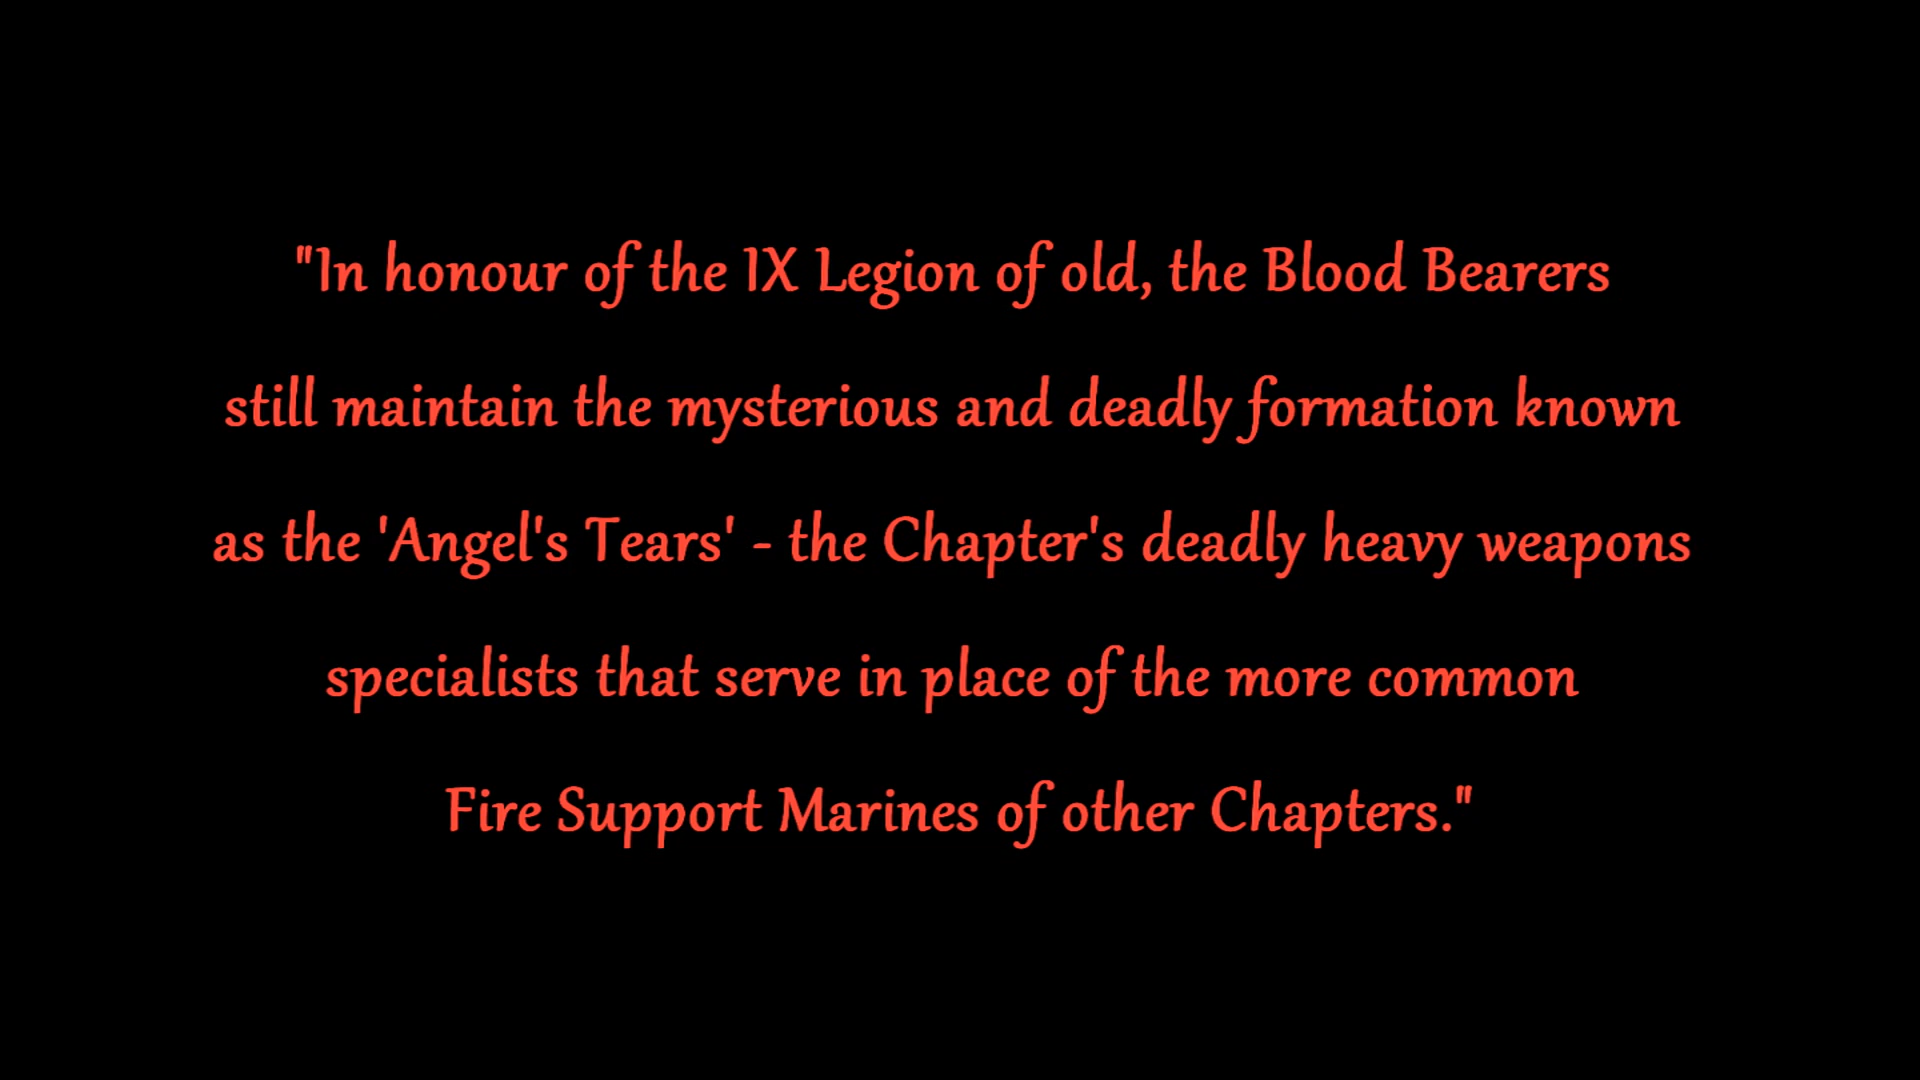 "In honour of the IX Legion of old, the Blood Bearers
still maintain the mysterious and deadly formation known
as the 'Angel's Tears' - the Chapter's deadly heavy weapons
specialists that serve in place of the more common
Fire Support Marines of other Chapters."